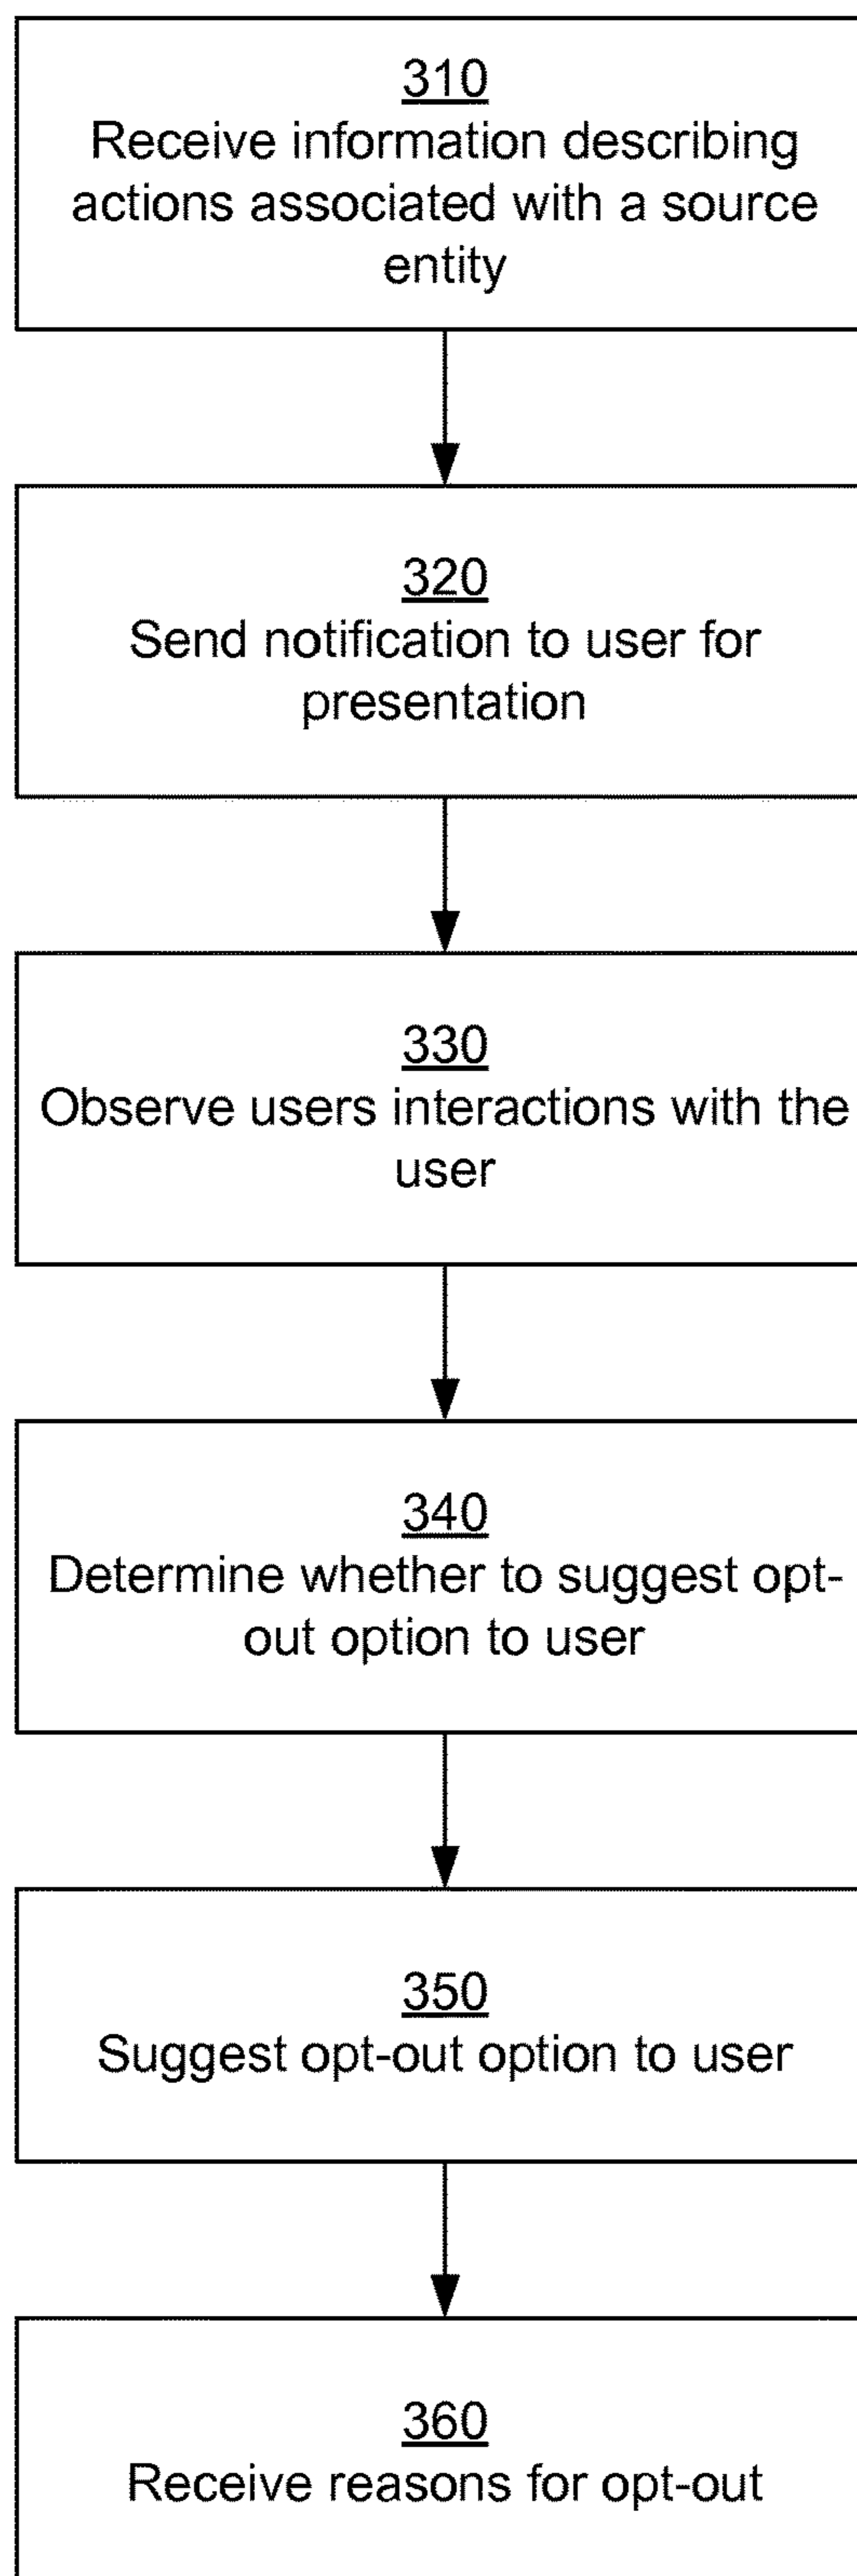 310
Receive information describing
actions associated with a source
entity
320
Send notification to user for
presentation
330
Observe users interactions with the
user
340
Determine whether to suggest opt-
out option to user
350
Suggest opt-out option to user
360
Receive reasons for opt-out